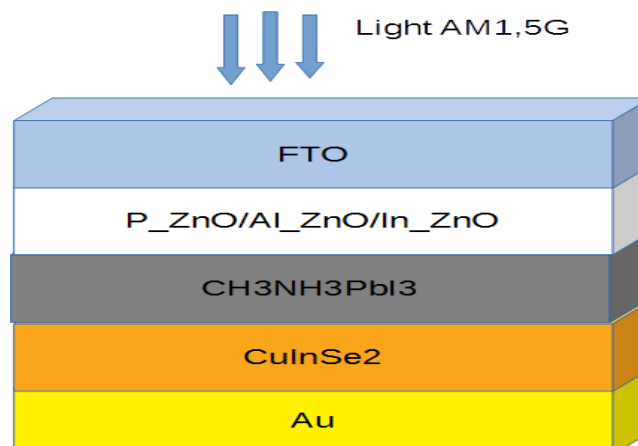 Light AM1,5G
FTO
P_ZnO/Al_ZnO/In_ZnO
CH3NH3PbI3
CuInSe2
Au